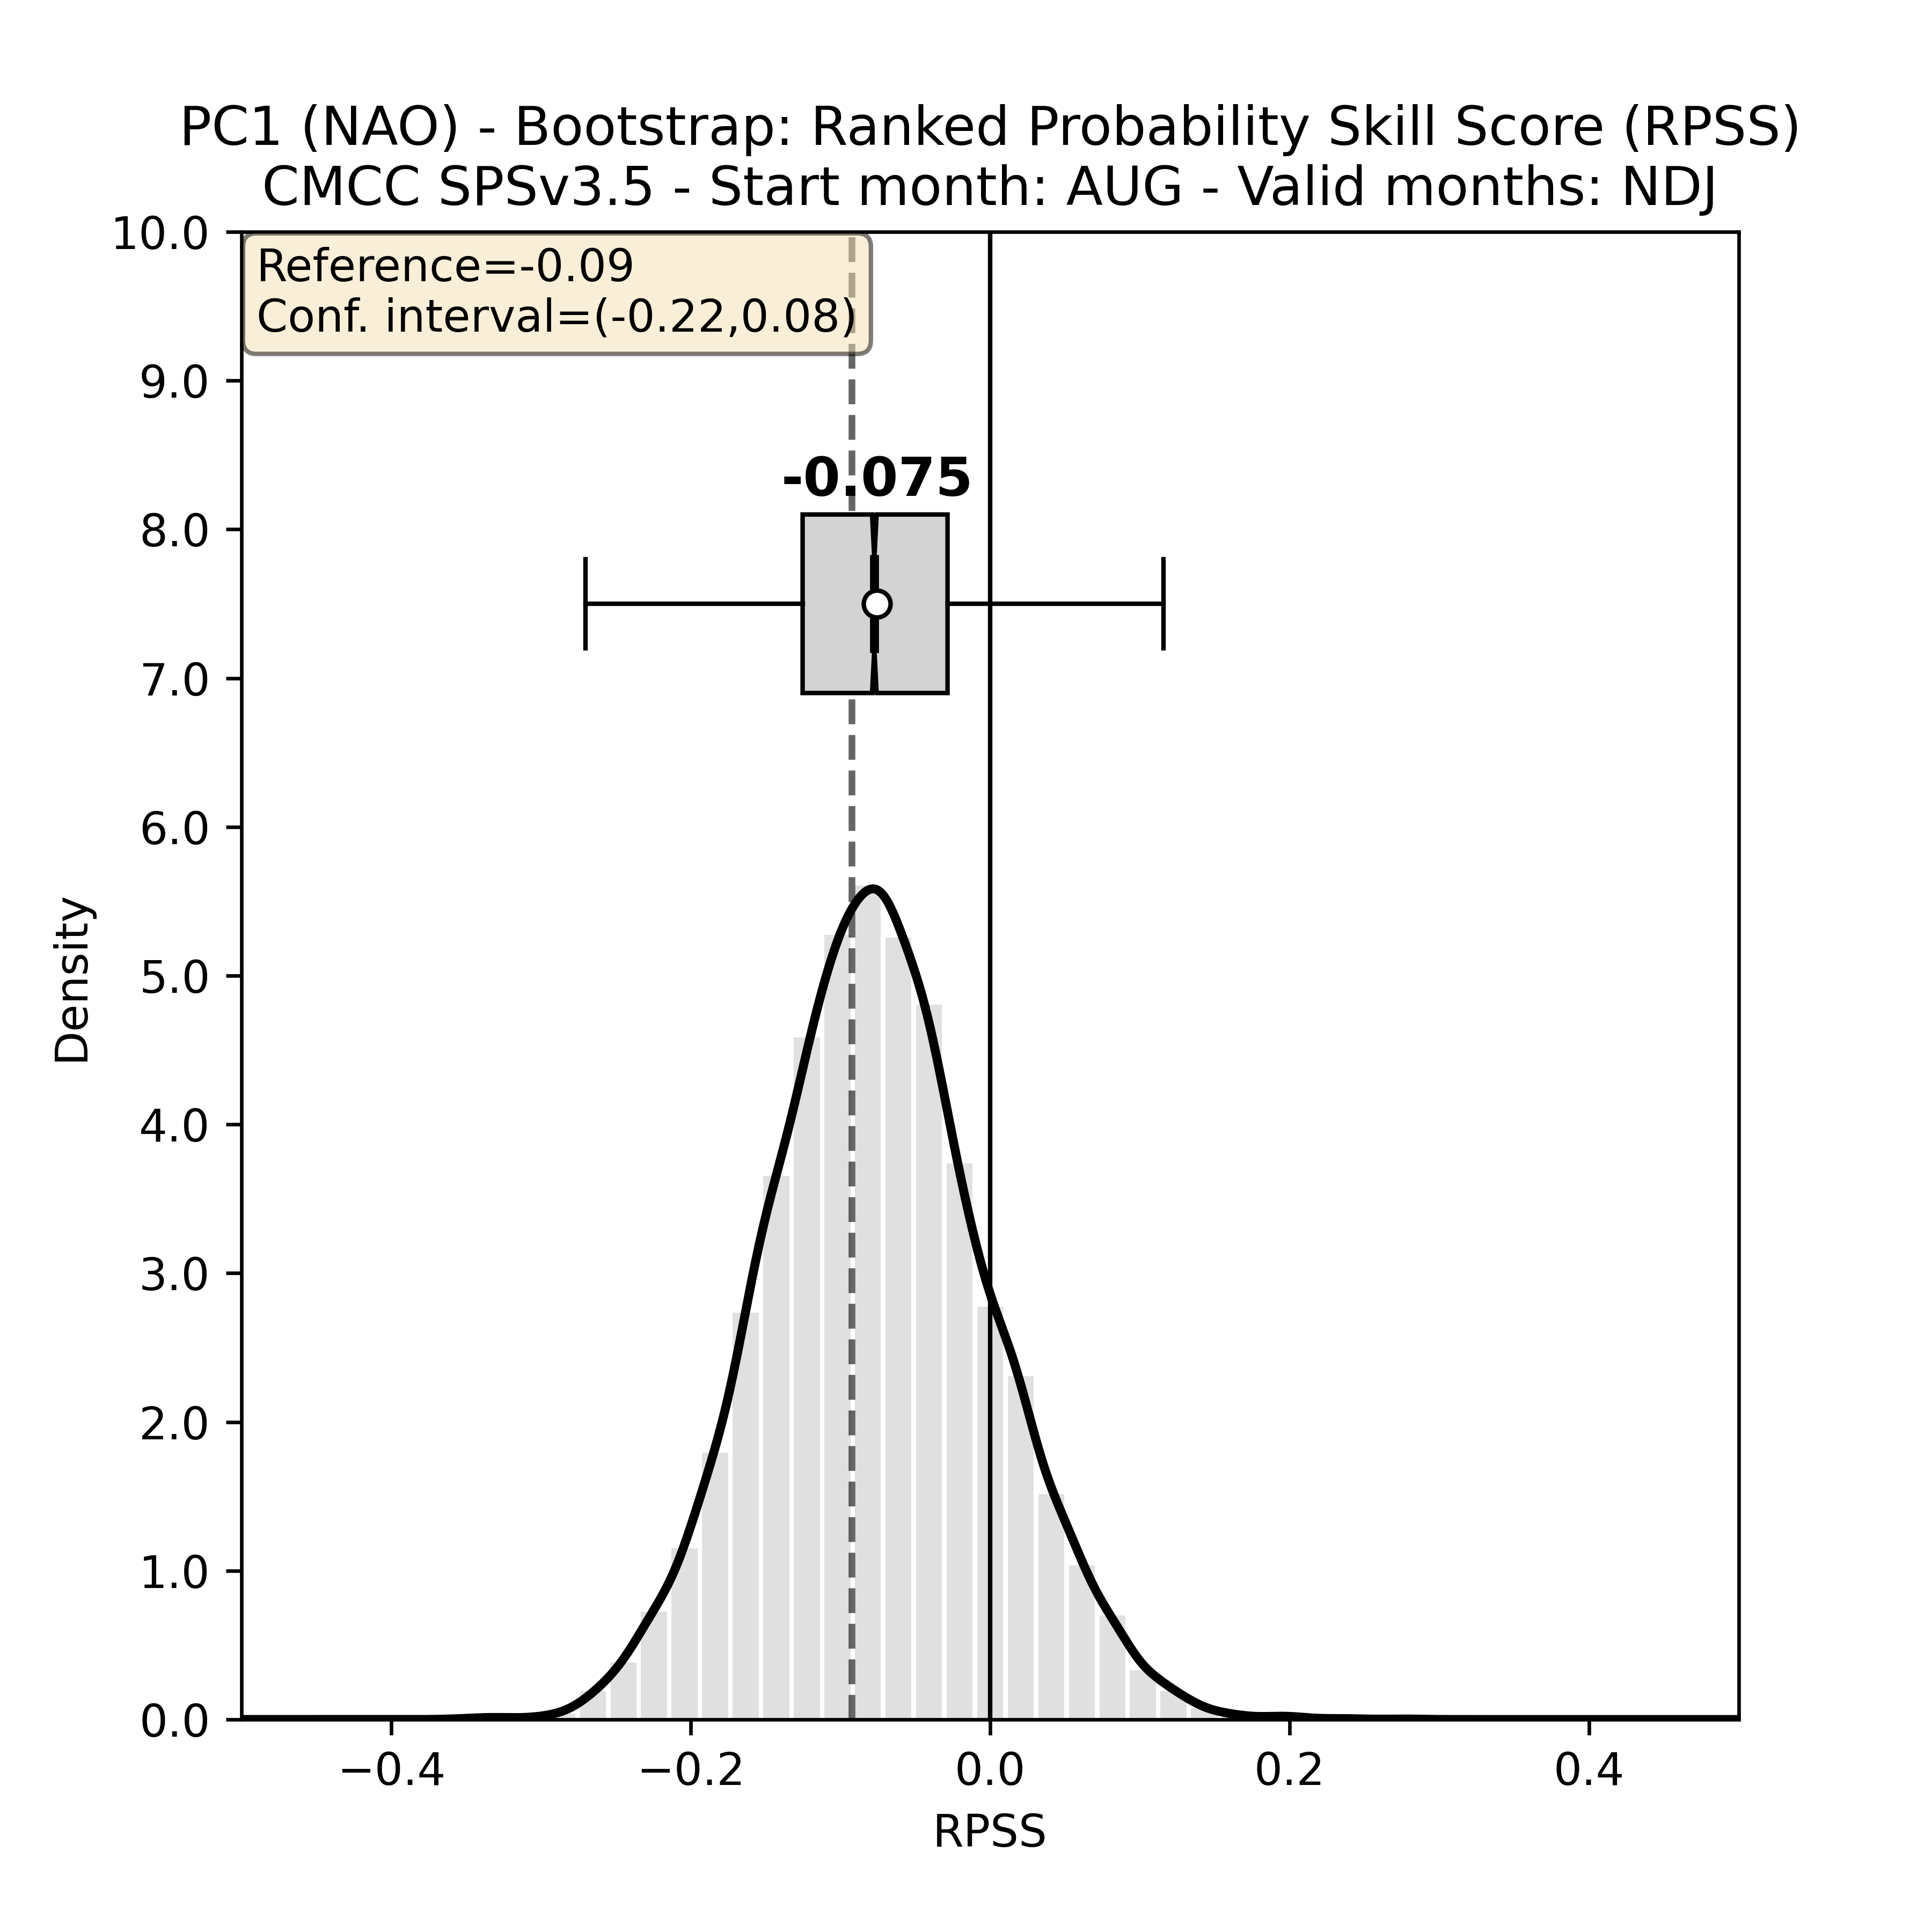 PC1 (NAO) - Bootstrap: Ranked Probability Skill Score (RPSS)
CMCC SPSv3.5 - Start month: AUG - Valid months: NDJ
10.0
Reference=-0.09
Conf. interval=(-0.22,0.08)
9.0
-0.075
8.0
7.0
6.0
5.0
4.0
3.0
2.0
1.0
0.0
Density
−0.4
−0.2
0.0
0.2
0.4
RPSS